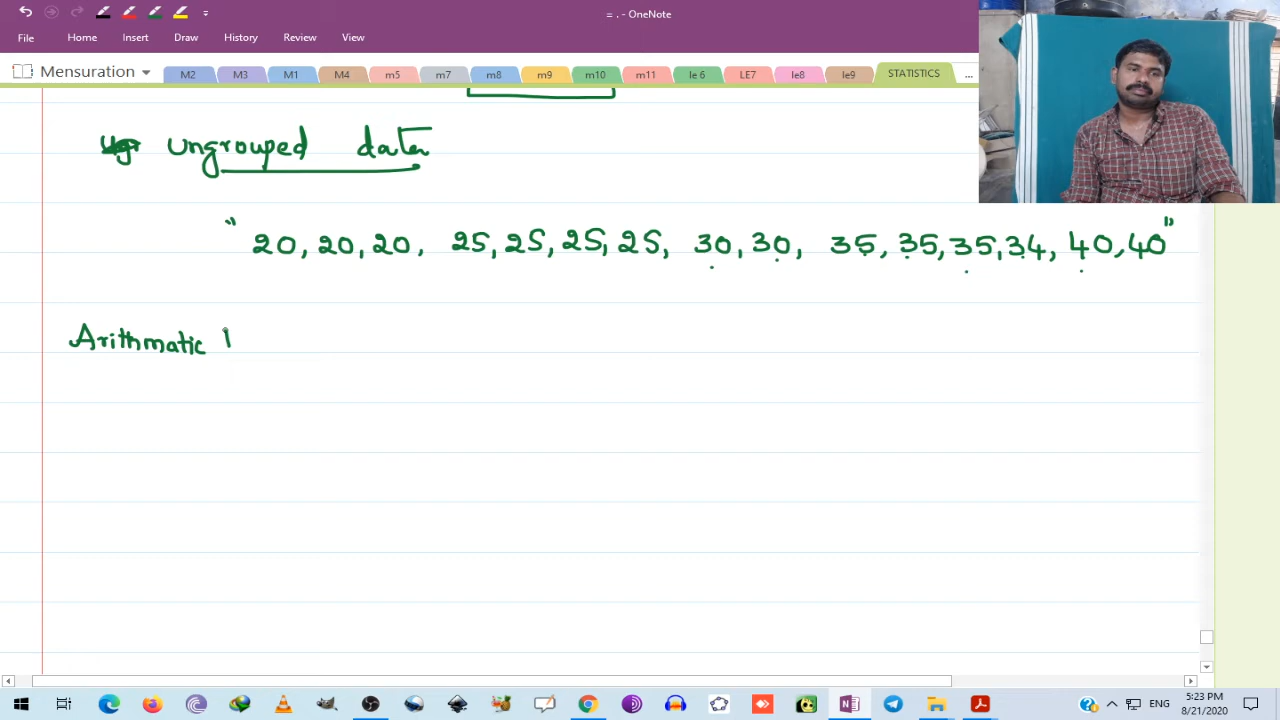 = . - OneNote
File Home Insert Draw History Review View
Mensuration M2 M3 M1 M4 m5 m7 m8 m9 m10 m11 le 6 LE7 le8 le9 STATISTICS ...
ungrouped data
" 20, 20, 20, 25, 25, 25, 25, 30, 30, 35, 35, 35, 34, 40, 40"
Arithmatic
ENG
5:23 PM
8/21/2020